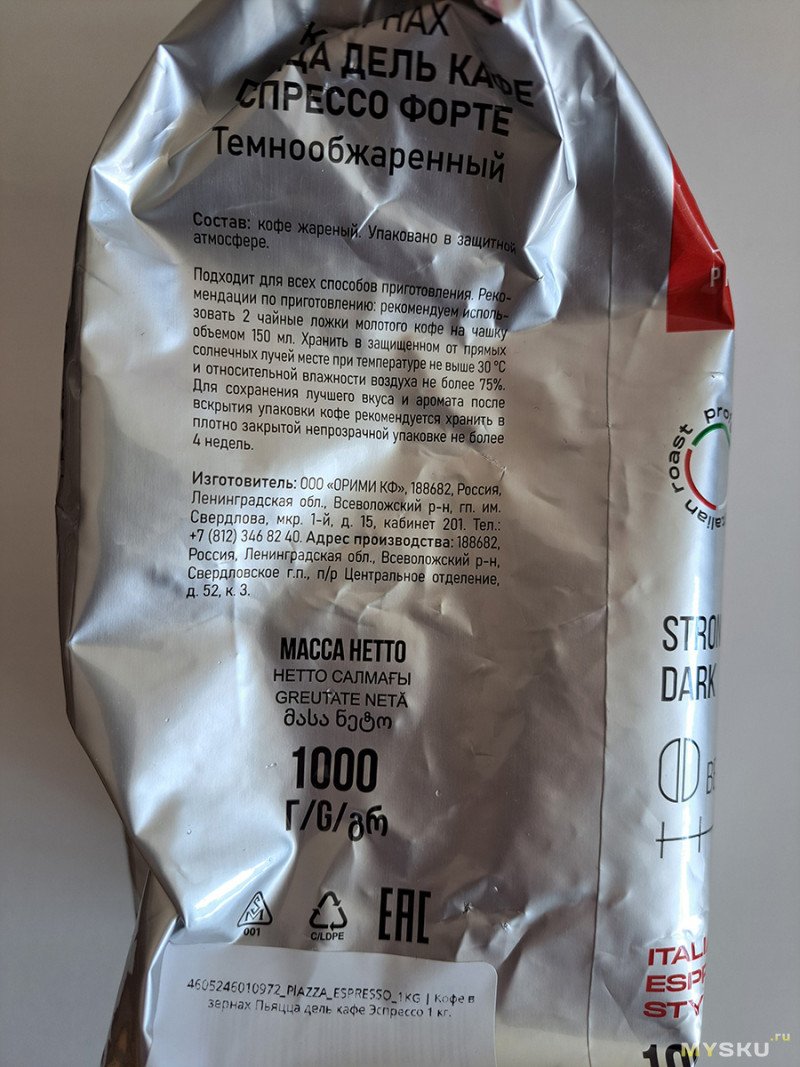 ДЕЛЬ КАФЕ
СПРЕССО ФОРТЕ
Темнообжаренный
Состав: кофе жареный. Упаковано в защитной
атмосфере.
Подходит для всех способов приготовления. Реко-
мендации по приготовлению: рекомендуем исполь-
зовать 2 чайные ложки молотого кофе на чашку
объемом 150 мл. Хранить в защищенном от прямых
солнечных лучей месте при температуре не выше 30 °С
и относительной влажности воздуха не более 75%.
Для сохранения лучшего вкуса и аромата после
вскрытия упаковки кофе рекомендуется хранить в
плотно закрытой непрозрачной упаковке не более
4 недель.
Изготовитель: ООО «ОРИМИ КФ», 188682, Россия,
Ленинградская обл., Всеволожский р-н, гп. им.
Свердлова, мкр. 1-й, д. 15, кабинет 201. Тел.:
+7 (812) 346 82 40. Адрес производства: 188682,
Россия, Ленинградская обл., Всеволожский р-н,
Свердловское г.п., п/р Центральное отделение,
д. 52, к. 3.
МАССА НЕТТО
НЕТТО САЛМАҒЫ
GREUTATE NETĂ
მასა ნეტო
1000
Г/G/გრ
001
C/LDPE
EAC
4605246010972_PIAZZA_ESPRESSO_1KG | Кофе в
зернах Пьяцца дель кафе Эспрессо 1 кг.
roast
STRON
DARK
ITALI
ESPR
STY
MYSKU.ru